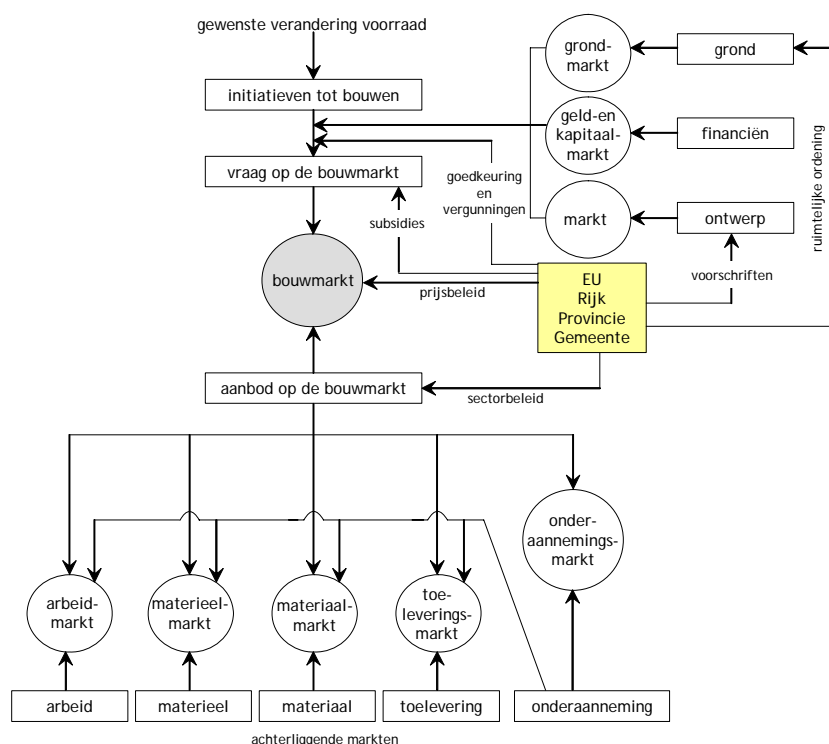 gewenste verandering voorraad
initiatieven tot bouwen
vraag op de bouwmarkt
subsidies
goedkeuring
en
vergunningen
grond-
markt
grond
geld-en
kapitaal-
markt
financiën
markt
ontwerp
voorschriften
ruimtelijke ordening
bouwmarkt
prijsbeleid
EU
Rijk
Provincie
Gemeente
aanbod op de bouwmarkt
sectorbeleid
onder-
aannemings-
markt
arbeid-
markt
materieel-
markt
materiaal-
markt
toe-
leverings-
markt
arbeid
materieel
materiaal
toelevering
onderaanneming
achterliggende markten